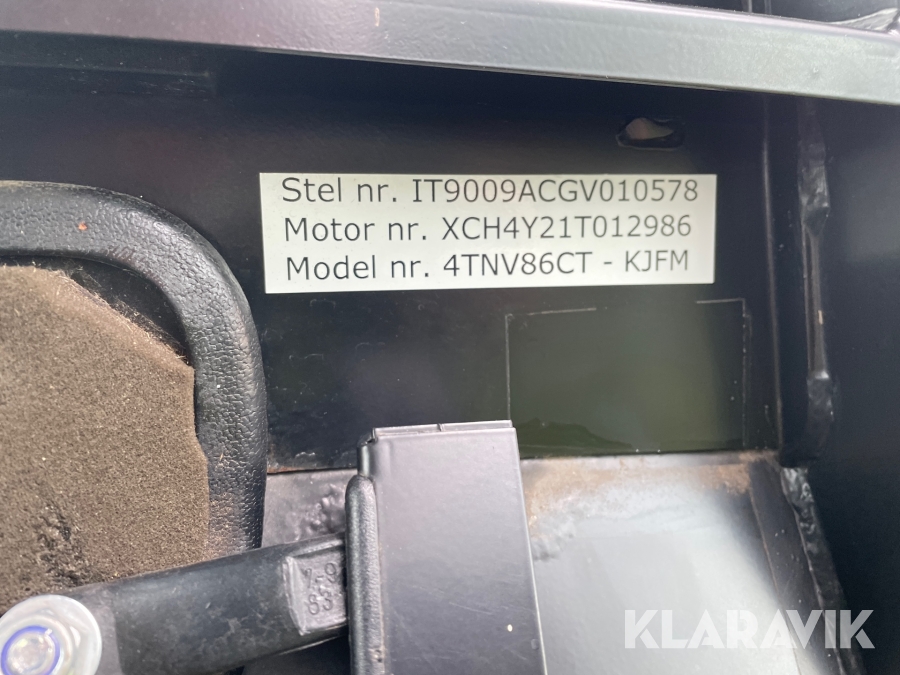 Stel nr. IT9009ACGV010578
Motor nr. XCH4Y21T012986
Model nr. 4TNV86CT - KJFM
KLARAVIK